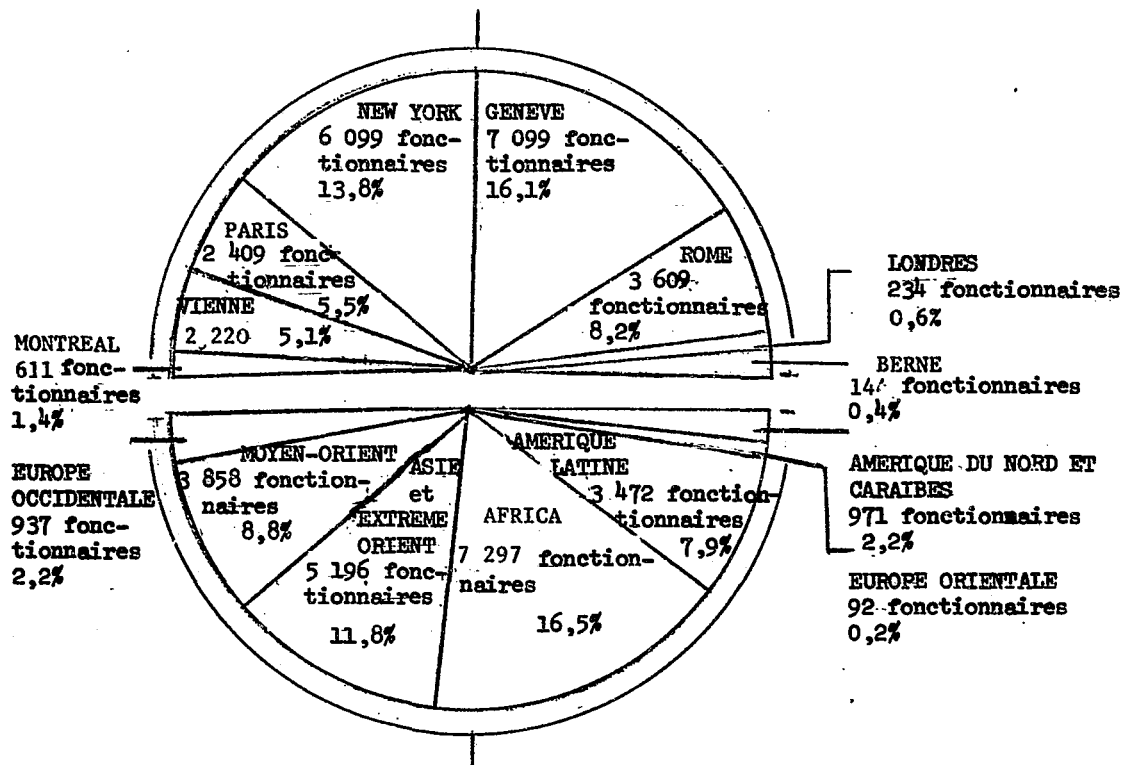 NEW YORK
6 099 fonc-
tionnaires
13,8%
GENEVE
7 099 fonc-
tionnaires
16,1%
PARIS
2 409 fonc-
tionnaires
5,5%
ROME
3 609
fonctionnaires
8,2%
LONDRES
234 fonctionnaires
0,6%
VIENNE
2 220 5,1%
MONTREAL
611 fonc-
tionnaires
1,4%
BERNE
fonctionnaires
0,4%
EUROPE
OCCIDENTALE
937 fonc-
tionnaires
2,2%
MOYEN-ORIENT
3 858 fonction-
naires
8,8%
ASIE
et
EXTREME
ORIENT
5 196 fonc-
tionnaires
11,8%
AFRICA
7 297 fonction-
naires
16,5%
AMERIQUE
LATINE
3 472 fonction-
tionnaires
7,9%
AMERIQUE DU NORD ET
CARAIBES
971 fonctionnaires
2,2%
EUROPE ORIENTALE
92 fonctionnaires
0,2%